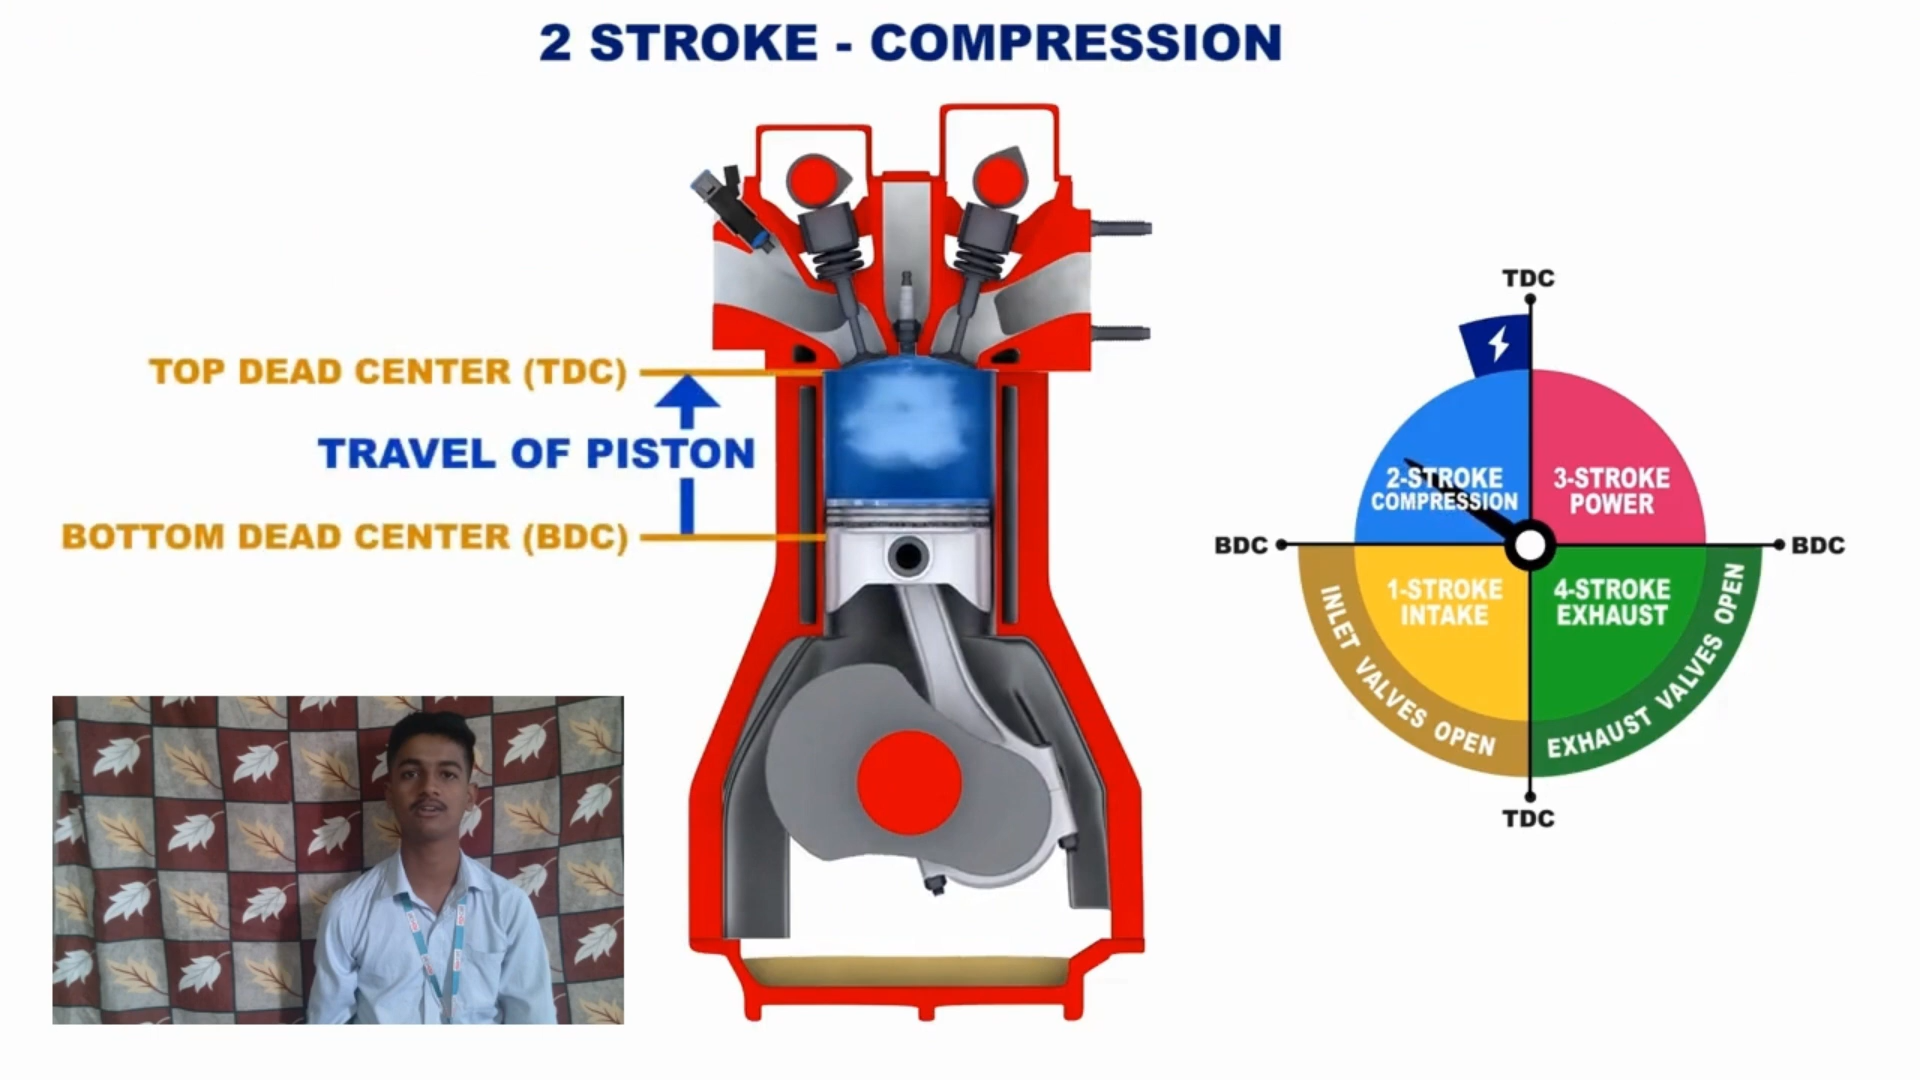 2 STROKE - COMPRESSION
TOP DEAD CENTER (TDC)
TRAVEL OF PISTON
BOTTOM DEAD CENTER (BDC)
TDC
2-STROKE
COMPRESSION
3-STROKE
POWER
BDC
BDC
1-STROKE
INTAKE
4-STROKE
EXHAUST
INLET VALVES OPEN
EXHAUST VALVES OPEN
TDC